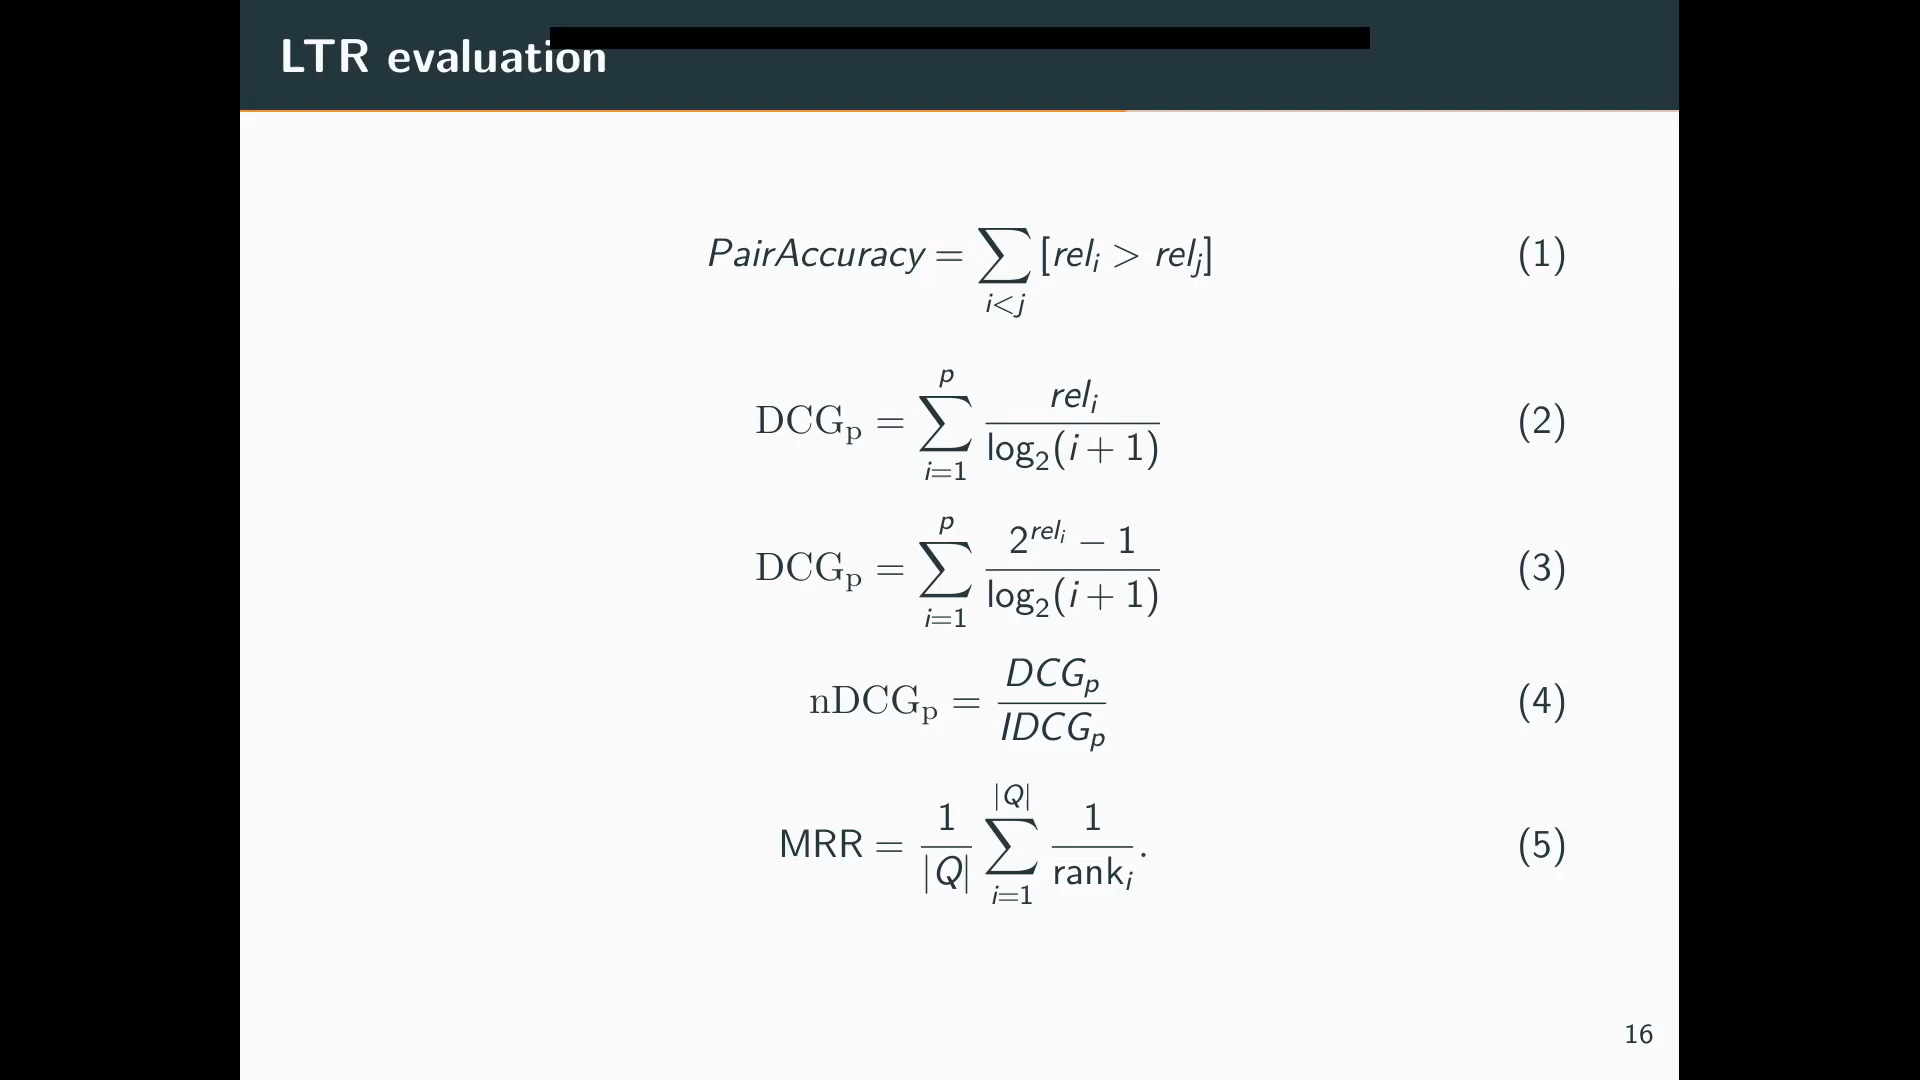 LTR evaluation
PairAccuracy = ∑_{i<j} [rel_i > rel_j] (1)
DCG_p = ∑_{i=1}^{p} rel_i / log_2(i + 1) (2)
DCG_p = ∑_{i=1}^{p} (2^{rel_i} − 1) / log_2(i + 1) (3)
nDCG_p = DCG_p / IDCG_p (4)
MRR = 1 / |Q| ∑_{i=1}^{|Q|} 1 / rank_i . (5)
16